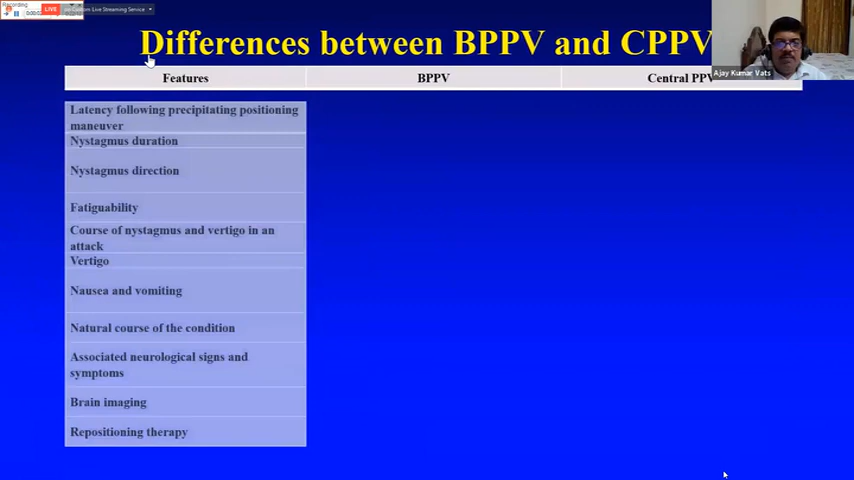 Recording
LIVE
on Custom Live Streaming Service
Differences between BPPV and CPPV
Ajay Kumar Vats
Features
BPPV
Central PPV
Latency following precipitating positioning
maneuver
Nystagmus duration
Nystagmus direction
Fatiguability
Course of nystagmus and vertigo in an
attack
Vertigo
Nausea and vomiting
Natural course of the condition
Associated neurological signs and
symptoms
Brain imaging
Repositioning therapy